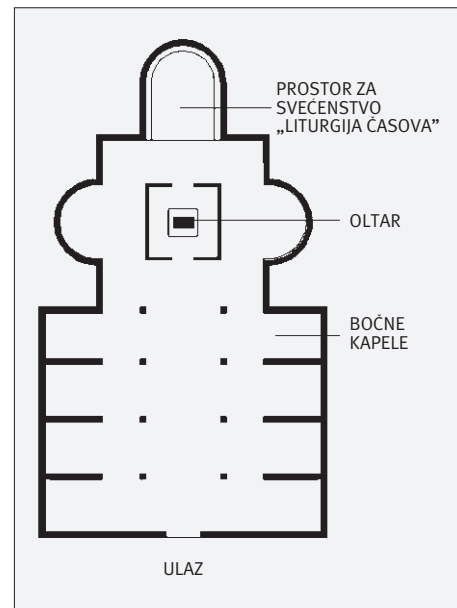 PROSTOR ZA
SVEĆENSTVO
„LITURGIJA ČASOVA”
OLTAR
BOČNE
KAPELE
ULAZ